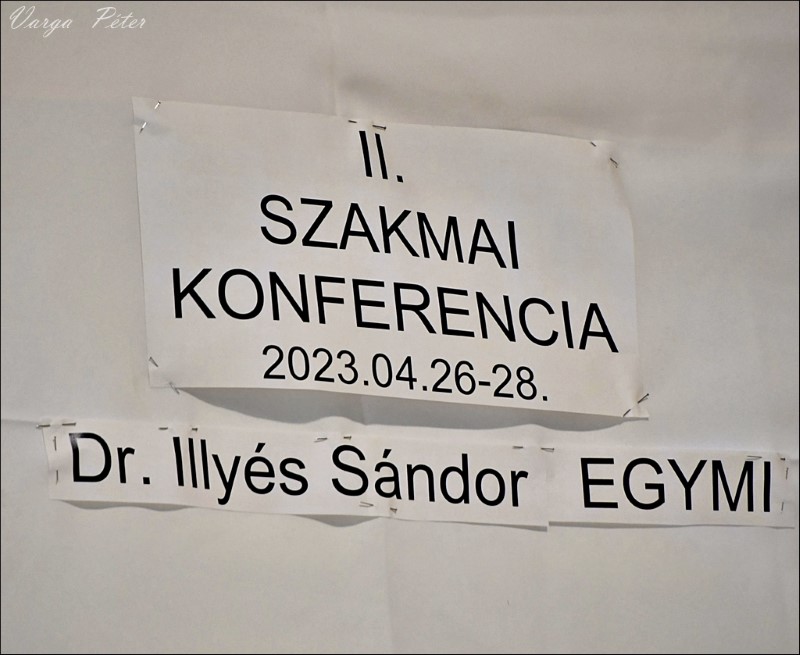 Varga Péter
II.
SZAKMAI
KONFERENCIA
2023.04.26-28.
Dr. Illyés Sándor EGYMI